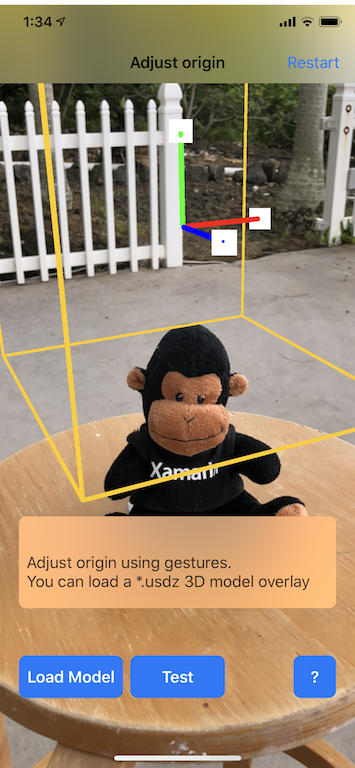 1:34
Adjust origin
Restart
Xamarin
Adjust origin using gestures.
You can load a *.usdz 3D model overlay
Load Model
Test
?